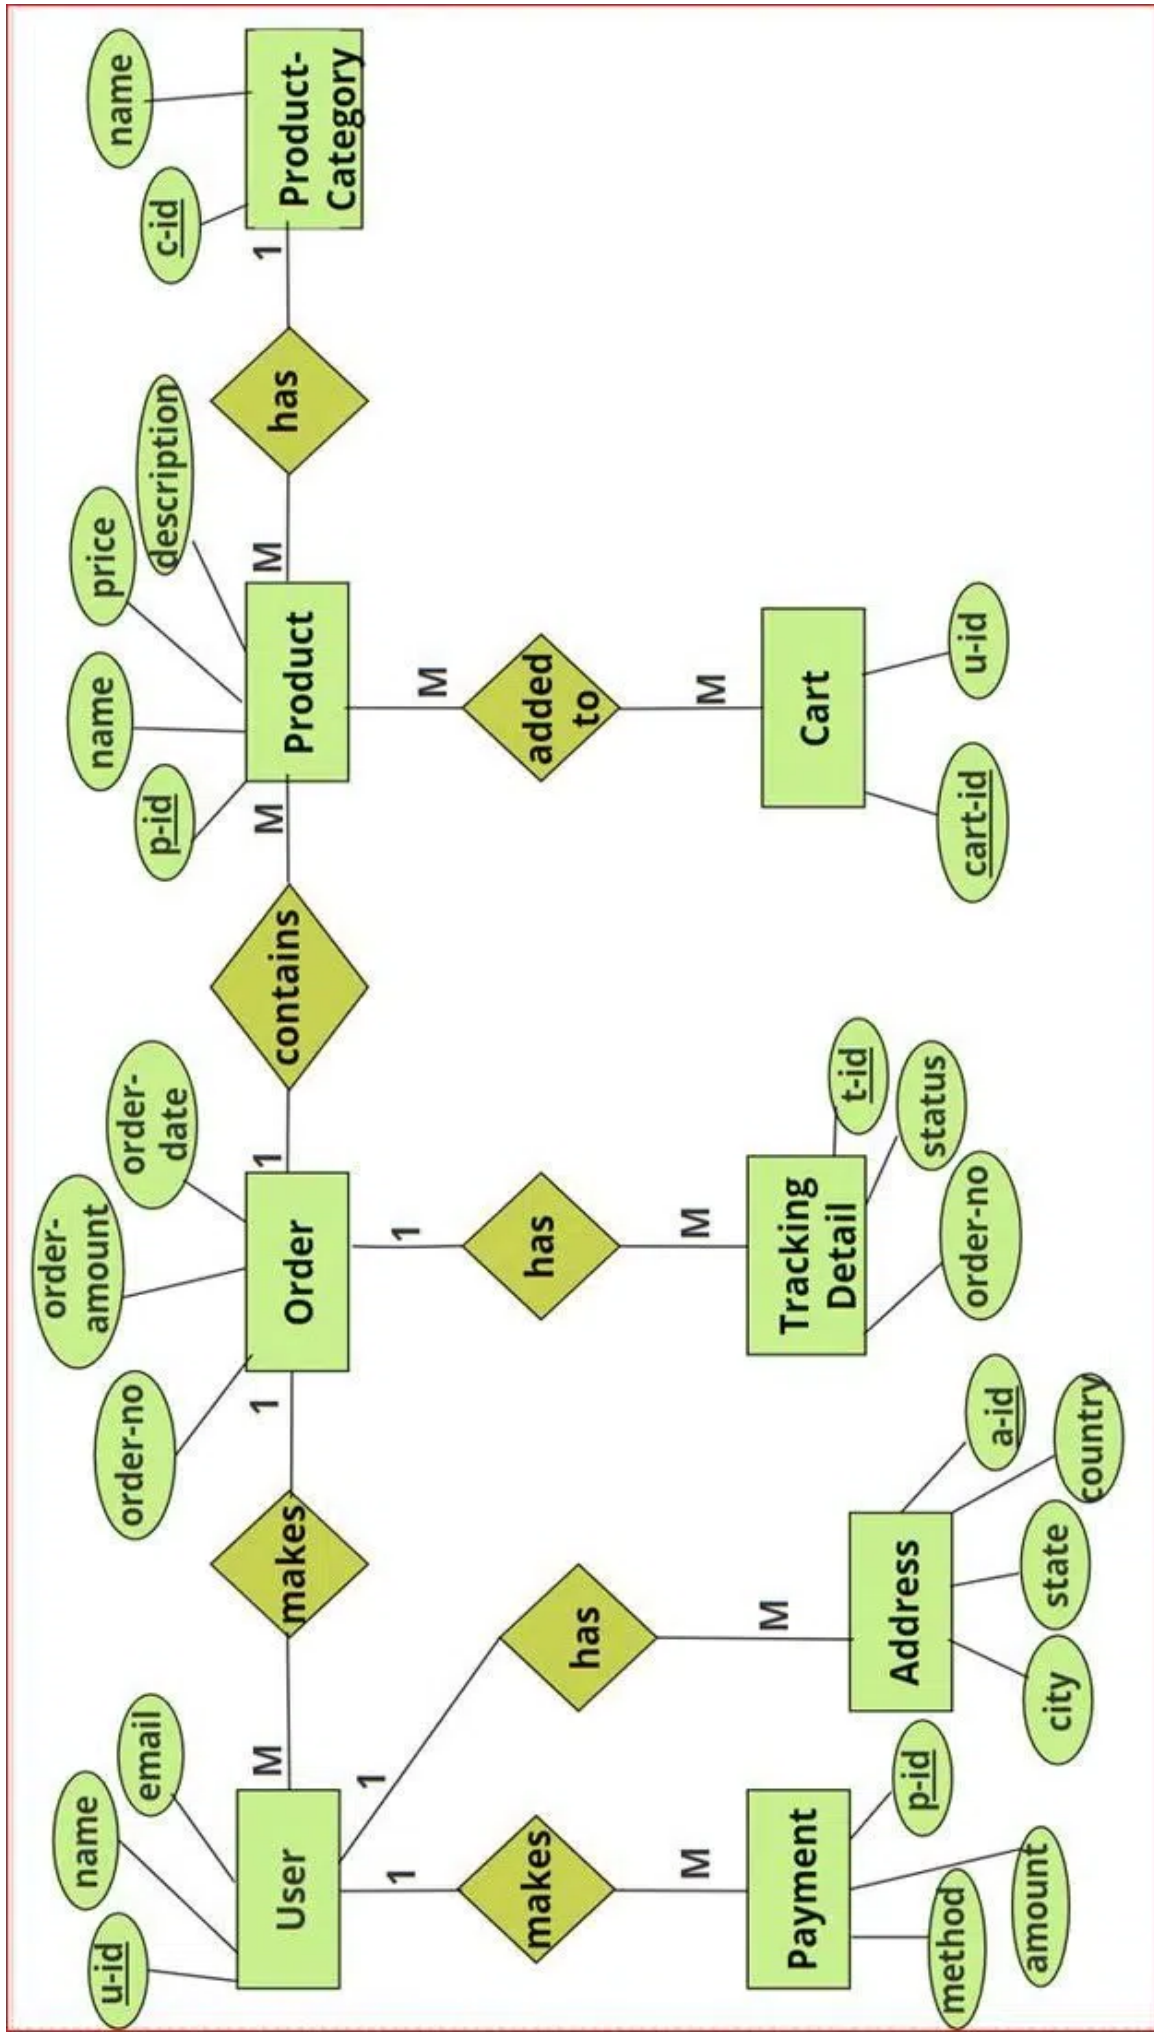 u-id
name
email
User
M
makes
1
order-no
order-
amount
order-
date
Order
1
contains
M
p-id
name
price
description
Product
M
has
1
c-id
name
Product-
Category
1
makes
M
Payment
method
amount
p-id
1
has
M
Address
city
state
country
a-id
1
has
M
Tracking
Detail
order-no
status
t-id
M
added
to
M
Cart
cart-id
u-id